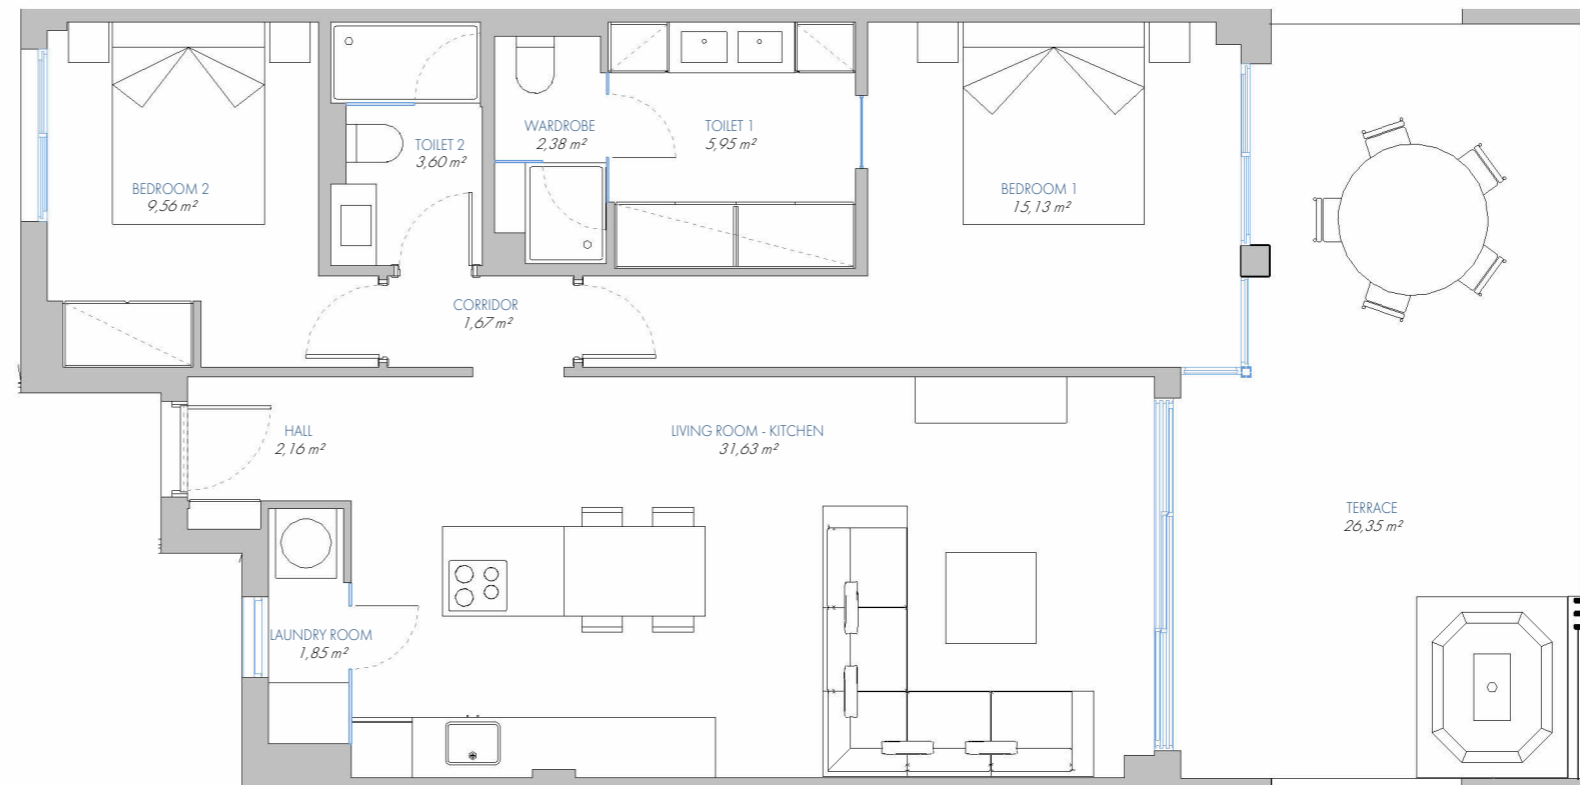 WARDROBE
2,38 m²
TOILET 1
5,95 m²
TOILET 2
3,60 m²
BEDROOM 2
9,56 m²
BEDROOM 1
15,13 m²
CORRIDOR
1,67 m²
HALL
2,16 m²
LIVING ROOM - KITCHEN
31,63 m²
TERRACE
26,35 m²
LAUNDRY ROOM
1,85 m²